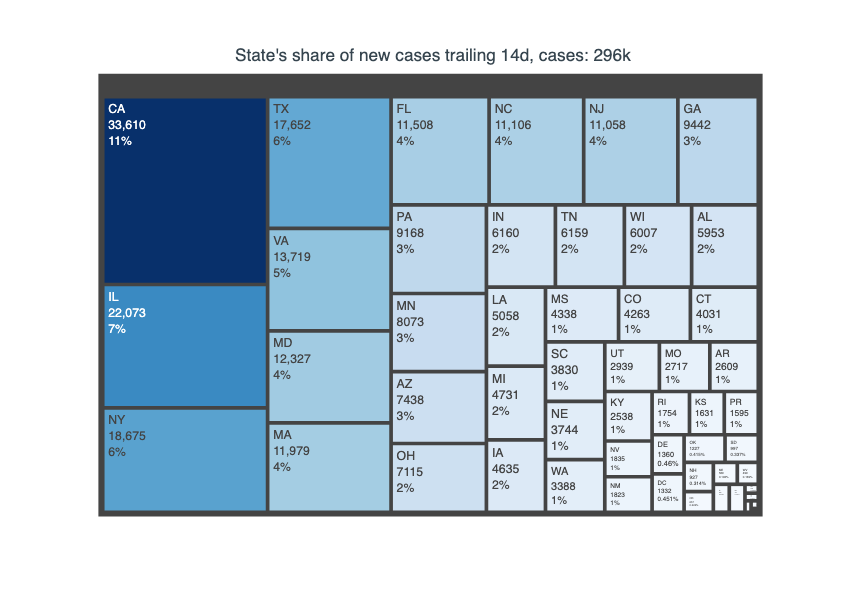 State's share of new cases trailing 14d, cases: 296k
CA
33,610
11%
IL
22,073
7%
NY
18,675
6%
TX
17,652
6%
VA
13,719
5%
MD
12,327
4%
MA
11,979
4%
FL
11,508
4%
NC
11,106
4%
NJ
11,058
4%
GA
9442
3%
PA
9168
3%
MN
8073
3%
AZ
7438
3%
OH
7115
2%
IN
6160
2%
TN
6159
2%
WI
6007
2%
AL
5953
2%
LA
5058
2%
MI
4731
2%
IA
4635
2%
MS
4338
1%
CO
4263
1%
CT
4031
1%
SC
3830
1%
NE
3744
1%
WA
3388
1%
UT
2939
1%
MO
2717
1%
AR
2609
1%
KY
2538
1%
NV
1835
1%
NM
1823
1%
RI
1754
1%
KS
1631
1%
PR
1595
1%
DE
1360
0.46%
DC
1332
0.451%
OK
1227
0.415%
SD
997
0.337%
NH
927
0.314%